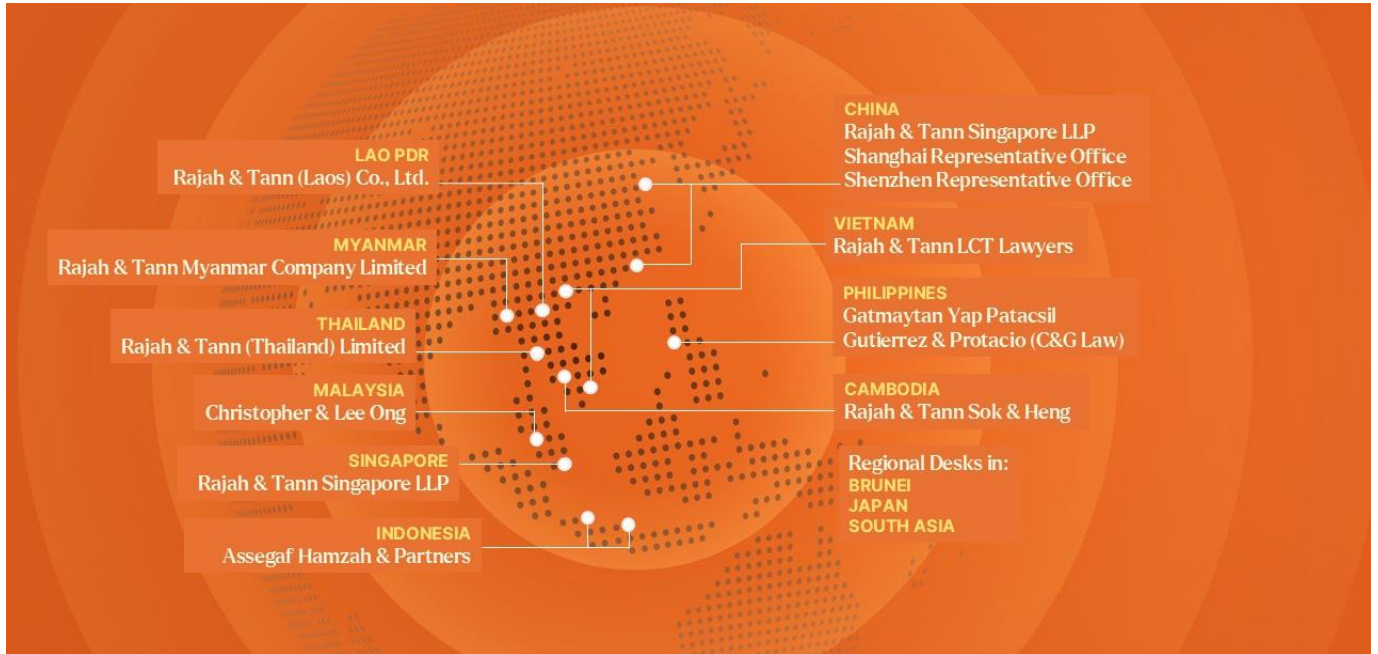 LAO PDR
Rajah & Tann (Laos) Co., Ltd.
MYANMAR
Rajah & Tann Myanmar Company Limited
THAILAND
Rajah & Tann (Thailand) Limited
MALAYSIA
Christopher & Lee Ong
SINGAPORE
Rajah & Tann Singapore LLP
INDONESIA
Assegaf Hamzah & Partners
CHINA
Rajah & Tann Singapore LLP
Shanghai Representative Office
Shenzhen Representative Office
VIETNAM
Rajah & Tann LCT Lawyers
PHILIPPINES
Gatmaytan Yap Patacsil
Gutierrez & Protacio (C&G Law)
CAMBODIA
Rajah & Tann Sok & Heng
Regional Desks in:
BRUNEI
JAPAN
SOUTH ASIA